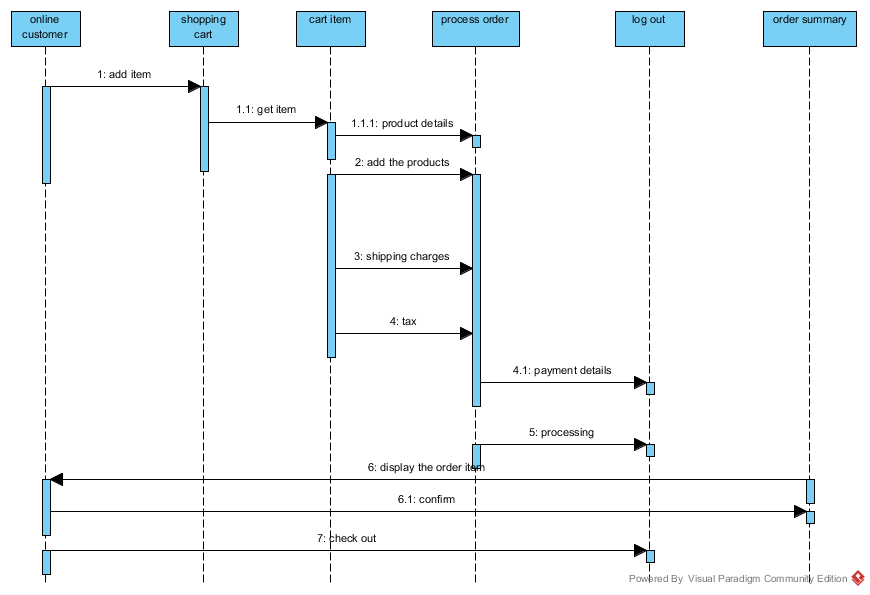 online
customer
shopping
cart
cart item
process order
log out
order summary
1: add item
1.1: get item
1.1.1: product details
2: add the products
3: shipping charges
4: tax
4.1: payment details
5: processing
6: display the order item
6.1: confirm
7: check out
Powered By Visual Paradigm Community Edition